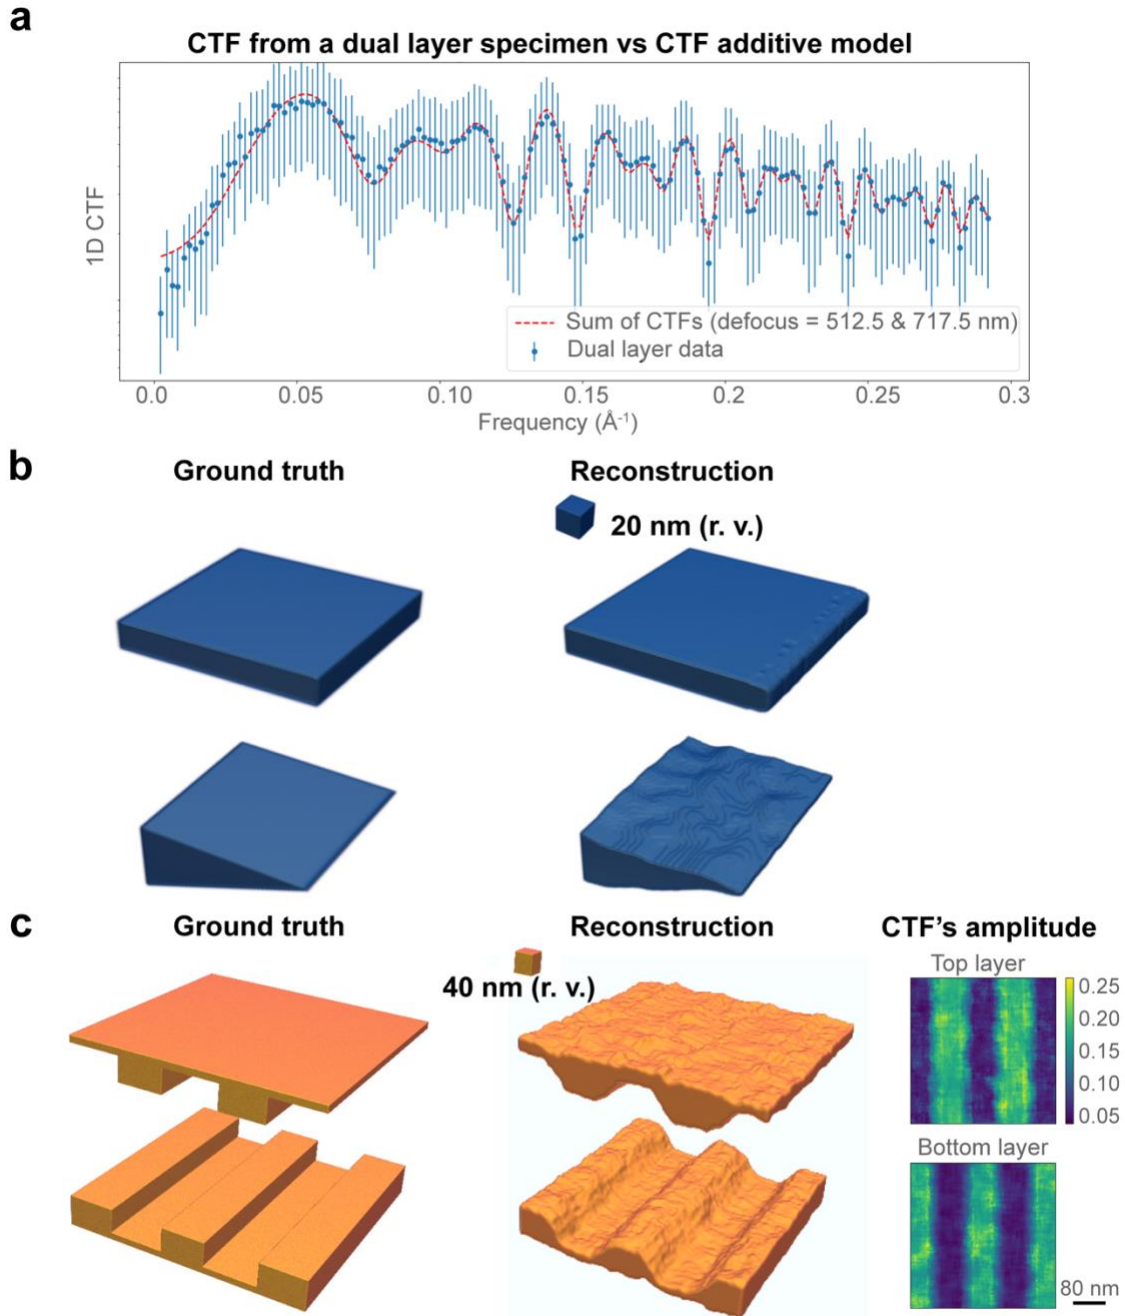 a
CTF from a dual layer specimen vs CTF additive model
1D CTF
Sum of CTFs (defocus = 512.5 & 717.5 nm)
Dual layer data
0.0 0.05 0.10 0.15 0.2 0.25 0.3
Frequency (Å⁻¹)
b
Ground truth Reconstruction
20 nm (r. v.)
c
Ground truth Reconstruction CTF’s amplitude
40 nm (r. v.)
Top layer
0.25
0.20
0.15
0.10
0.05
Bottom layer
80 nm